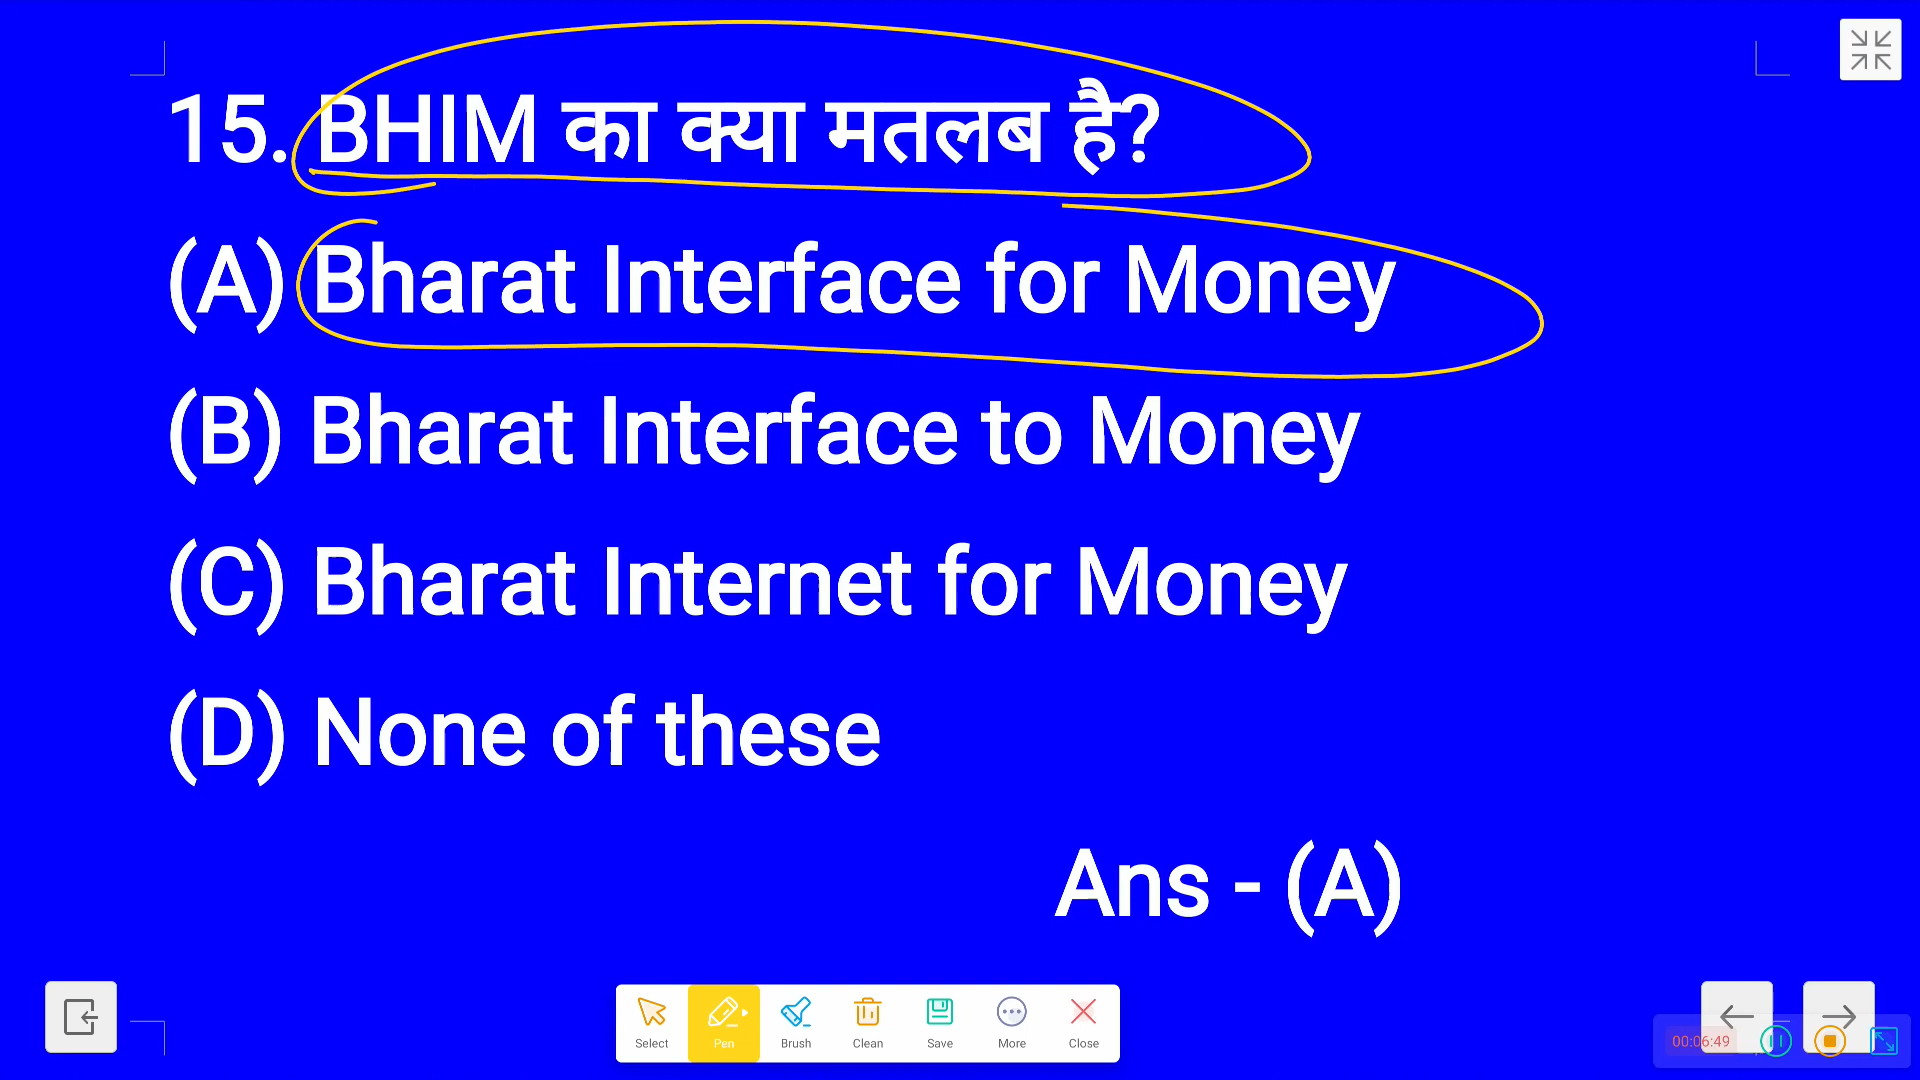 15. BHIM का क्या मतलब है?
(A) Bharat Interface for Money
(B) Bharat Interface to Money
(C) Bharat Internet for Money
(D) None of these
Ans - (A)
Select Pen Brush Clean Save More Close
00:06:49